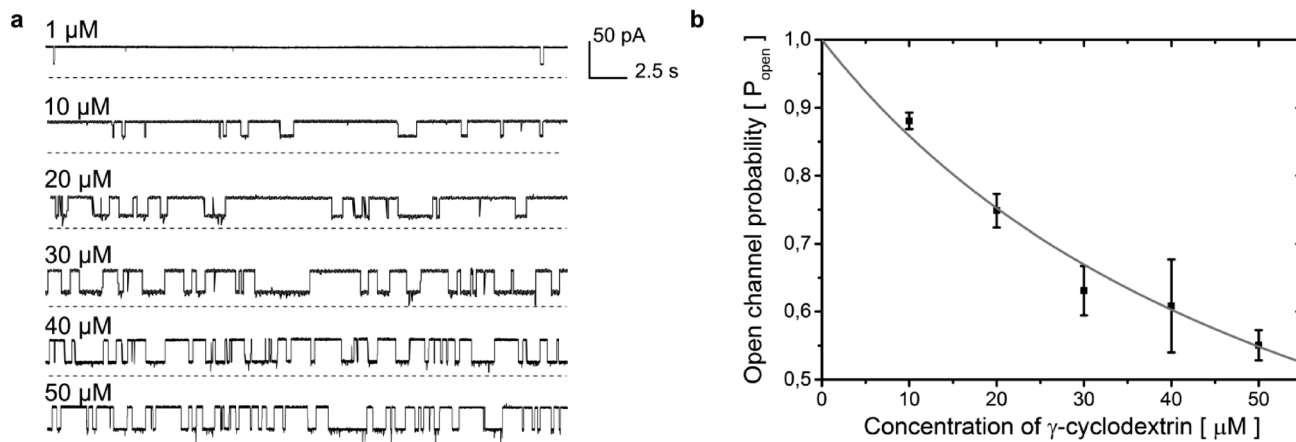 a
1 µM
50 pA
2.5 s
10 µM
20 µM
30 µM
40 µM
50 µM
b
Open channel probability [ P_open ]
1,0
0,9
0,8
0,7
0,6
0,5
0 10 20 30 40 50
Concentration of γ-cyclodextrin [ µM ]